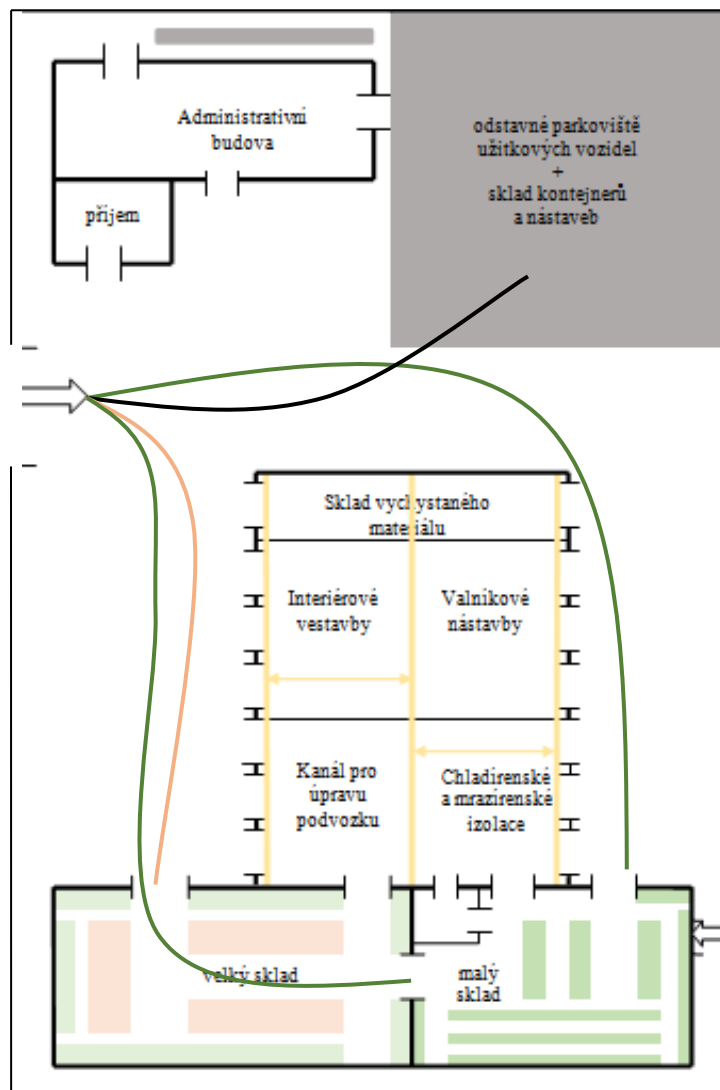 Administrativní
budova
odstavné parkoviště
užitkových vozidel
+
sklad kontejnerů
a nástaveb
příjem
Sklad vychystaného
materiálu
Interiérové
vestavby
Valníkové
nástavby
Kanál pro
úpravu
podvozku
Chladírenské
a mrazírenské
izolace
velký sklad
malý
sklad